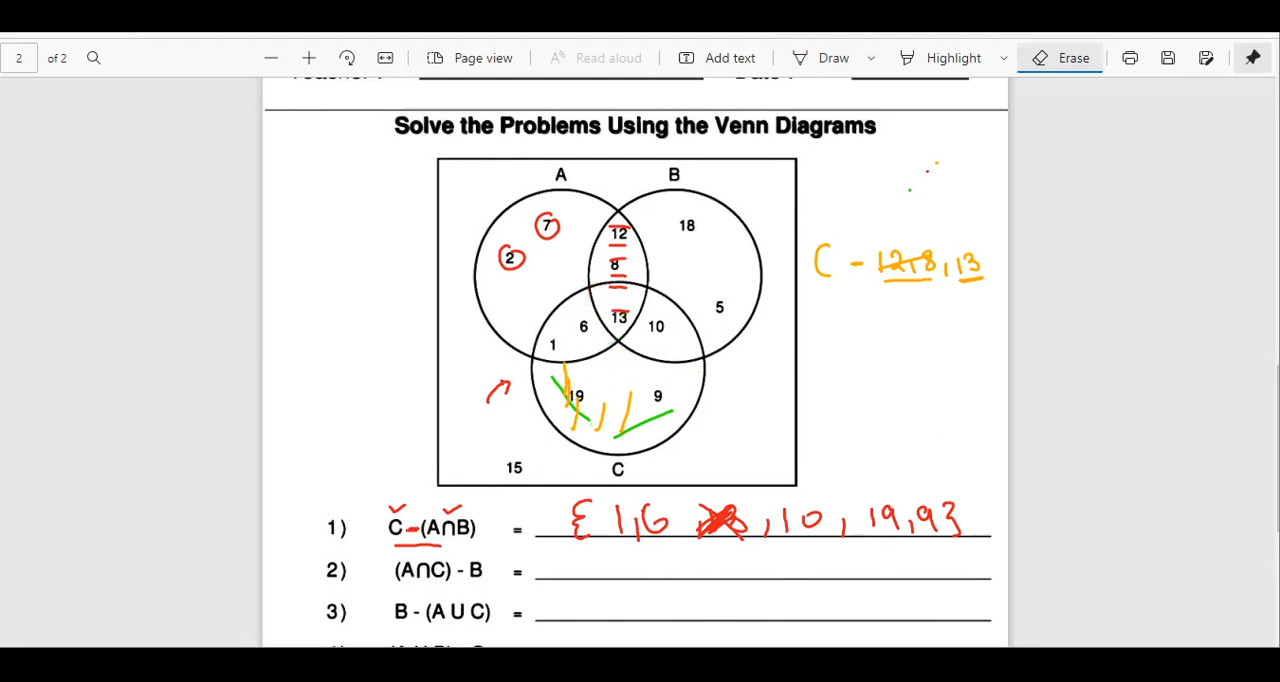 2 of 2 Page view Read aloud Add text Draw Highlight Erase
Solve the Problems Using the Venn Diagrams
A B
7 12 18
2 8
C - 12,8, 13
13 5
6 10
1
19 9
15 C
1) C-(A∩B) = { 1,6 , 10, 19,9}
2) (A∩C) - B =
3) B - (A U C) =